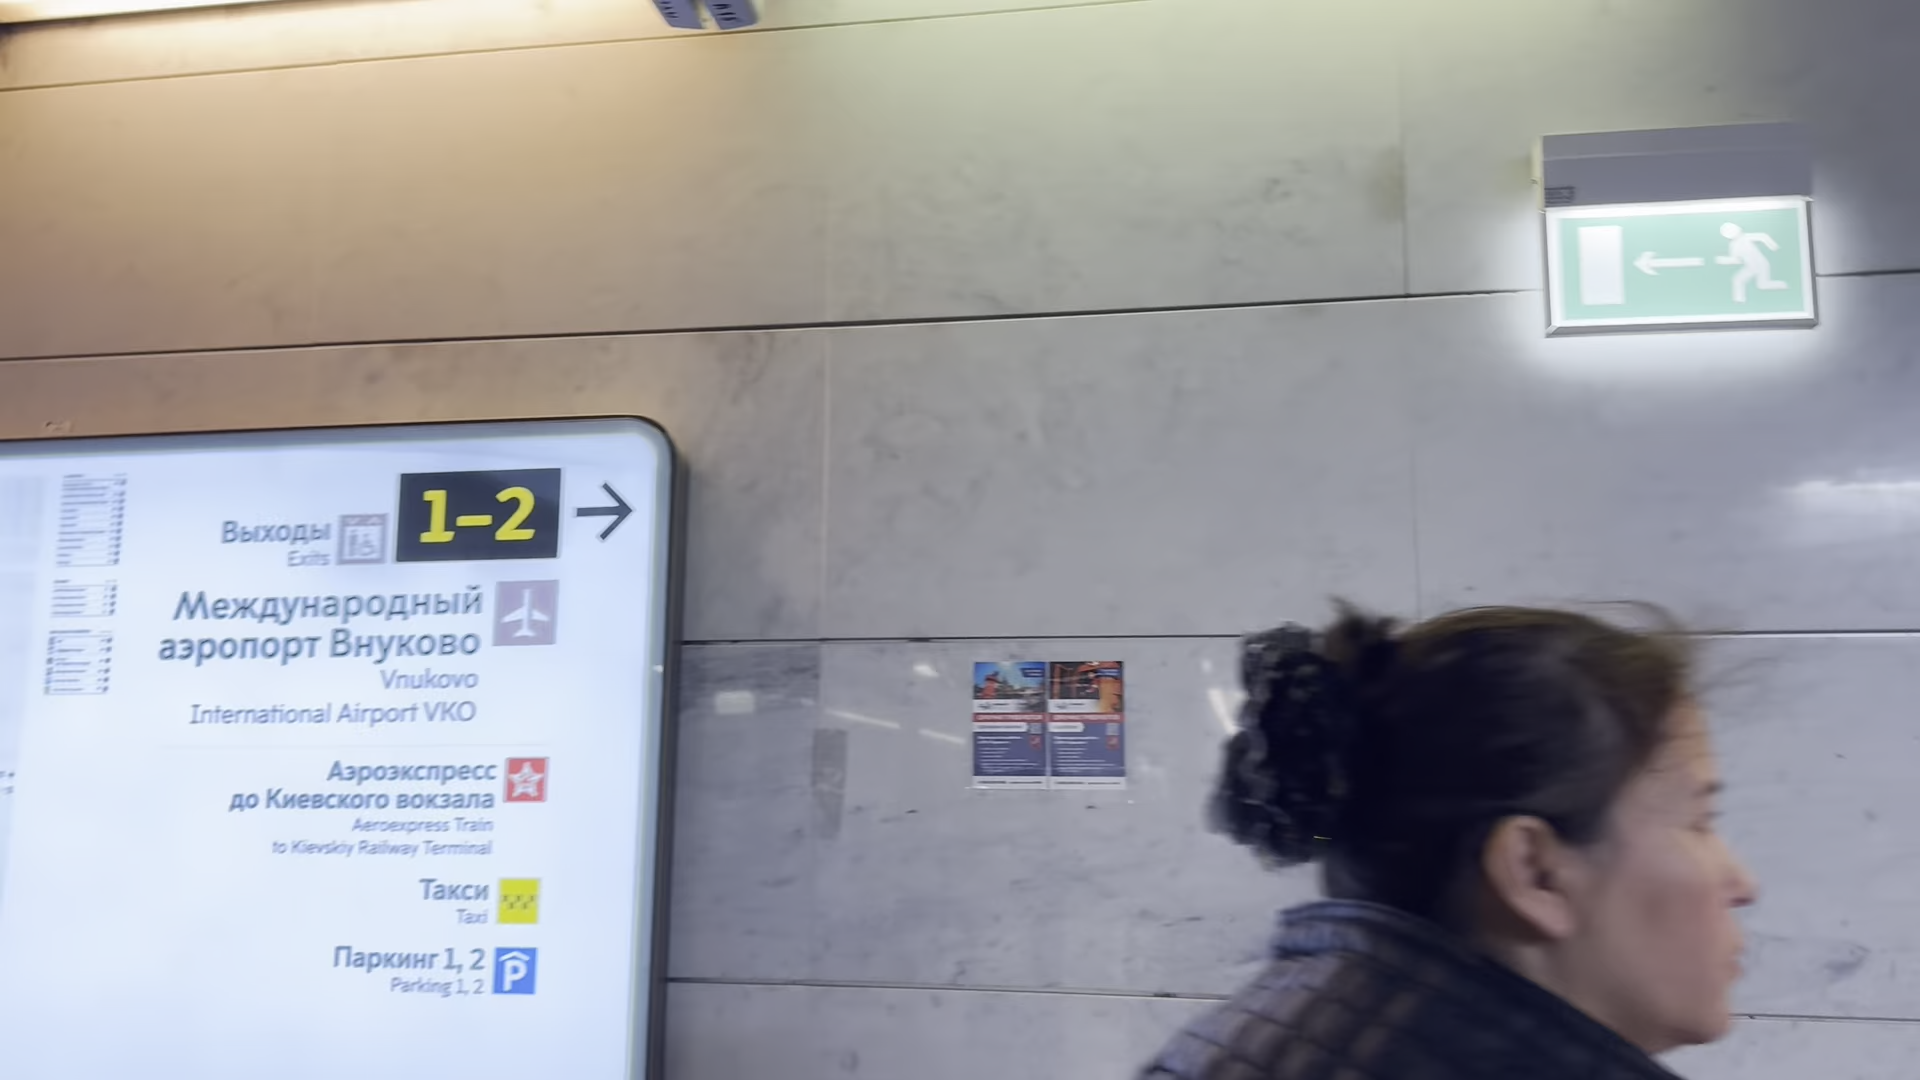 Выходы
Exits
1-2
Международный
аэропорт Внуково
Vnukovo
International Airport VKO
Аэроэкспресс
до Киевского вокзала
Aeroexpress Train
to Kievskiy Railway Terminal
Такси
Taxi
Паркинг 1, 2
Parking 1, 2
P